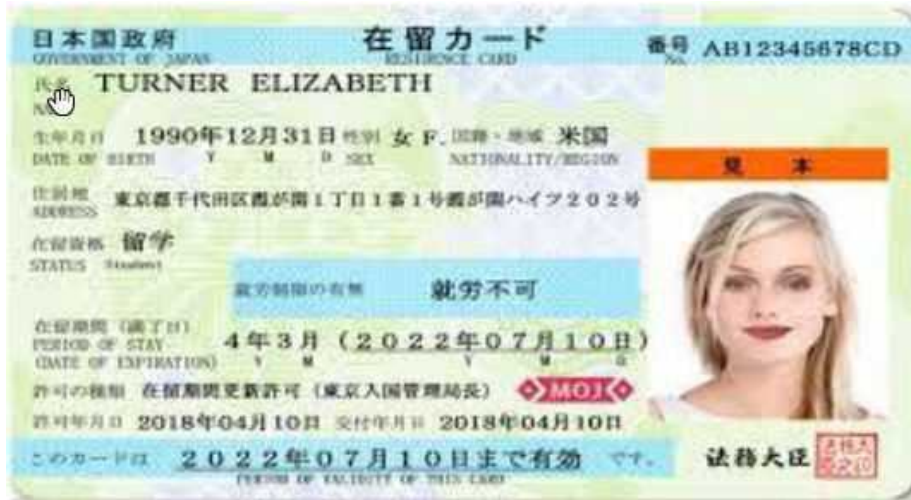 日本国政府 在留カード 番号 AB12345678CD
GOVERNMENT OF JAPAN RESIDENCE CARD No.
氏名 TURNER ELIZABETH
生年月日 1990年12月31日 性別 女 F. 国籍・地域 米国
DATE OF BIRTH Y M D SEX NATIONALITY/REGION
見本
住居地 東京都千代田区霞が関1丁目1番1号霞が関ハイツ202号
ADDRESS
在留資格 留学
STATUS Student
就労制限の有無 就労不可
在留期間(満了日) 4年3月(2022年07月10日)
PERIOD OF STAY
(DATE OF EXPIRATION) Y M Y M D
許可の種類 在留期間更新許可(東京入国管理局長) MOJ
許可年月日 2018年04月10日 交付年月日 2018年04月10日
このカードは 2022年07月10日まで有効 です。
PERIOD OF VALIDITY OF THIS CARD
法務大臣